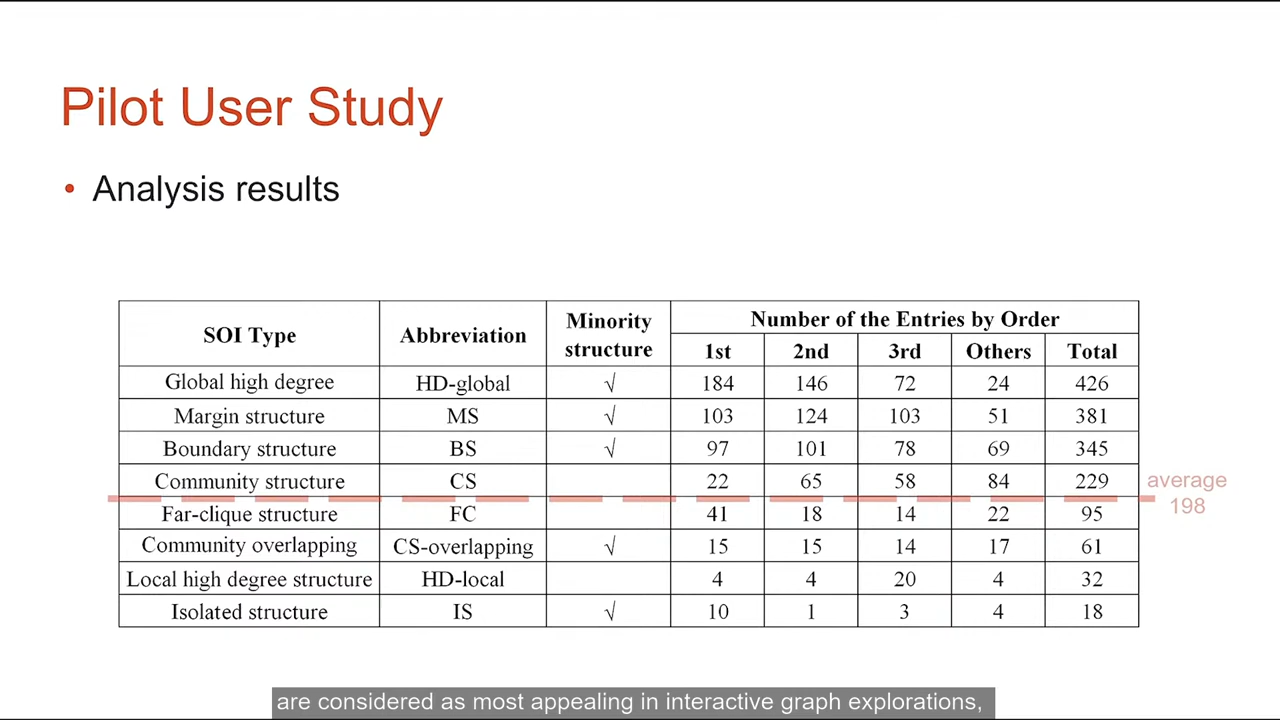 Pilot User Study
• Analysis results
SOI Type Abbreviation Minority structure Number of the Entries by Order
1st 2nd 3rd Others Total
Global high degree HD-global √ 184 146 72 24 426
Margin structure MS √ 103 124 103 51 381
Boundary structure BS √ 97 101 78 69 345
Community structure CS 22 65 58 84 229
average
198
Far-clique structure FC 41 18 14 22 95
Community overlapping CS-overlapping √ 15 15 14 17 61
Local high degree structure HD-local 4 4 20 4 32
Isolated structure IS √ 10 1 3 4 18
are considered as most appealing in interactive graph explorations,